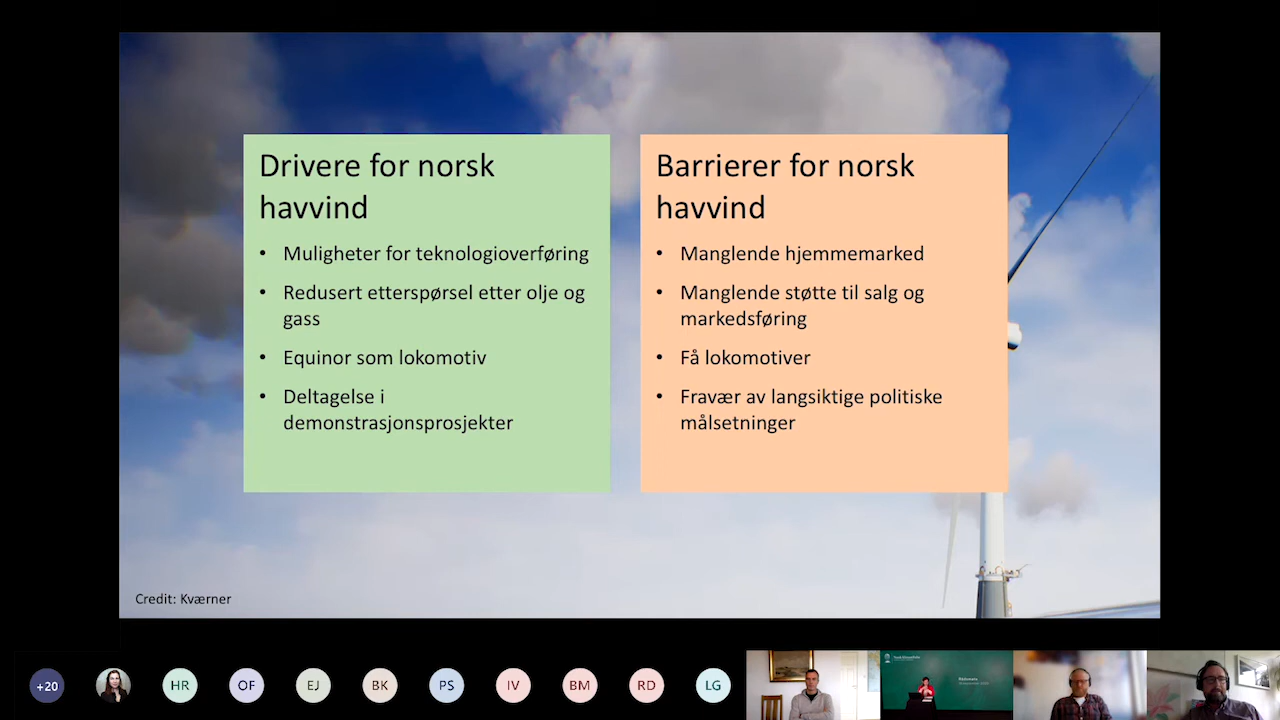 Drivere for norsk
havvind
• Muligheter for teknologioverføring
• Redusert etterspørsel etter olje og
gass
• Equinor som lokomotiv
• Deltagelse i
demonstrasjonsprosjekter
Barrierer for norsk
havvind
• Manglende hjemmemarked
• Manglende støtte til salg og
markedsføring
• Få lokomotiver
• Fravær av langsiktige politiske
målsetninger
Credit: Kværner
+20
HR
OF
EJ
BK
PS
IV
BM
RD
LG